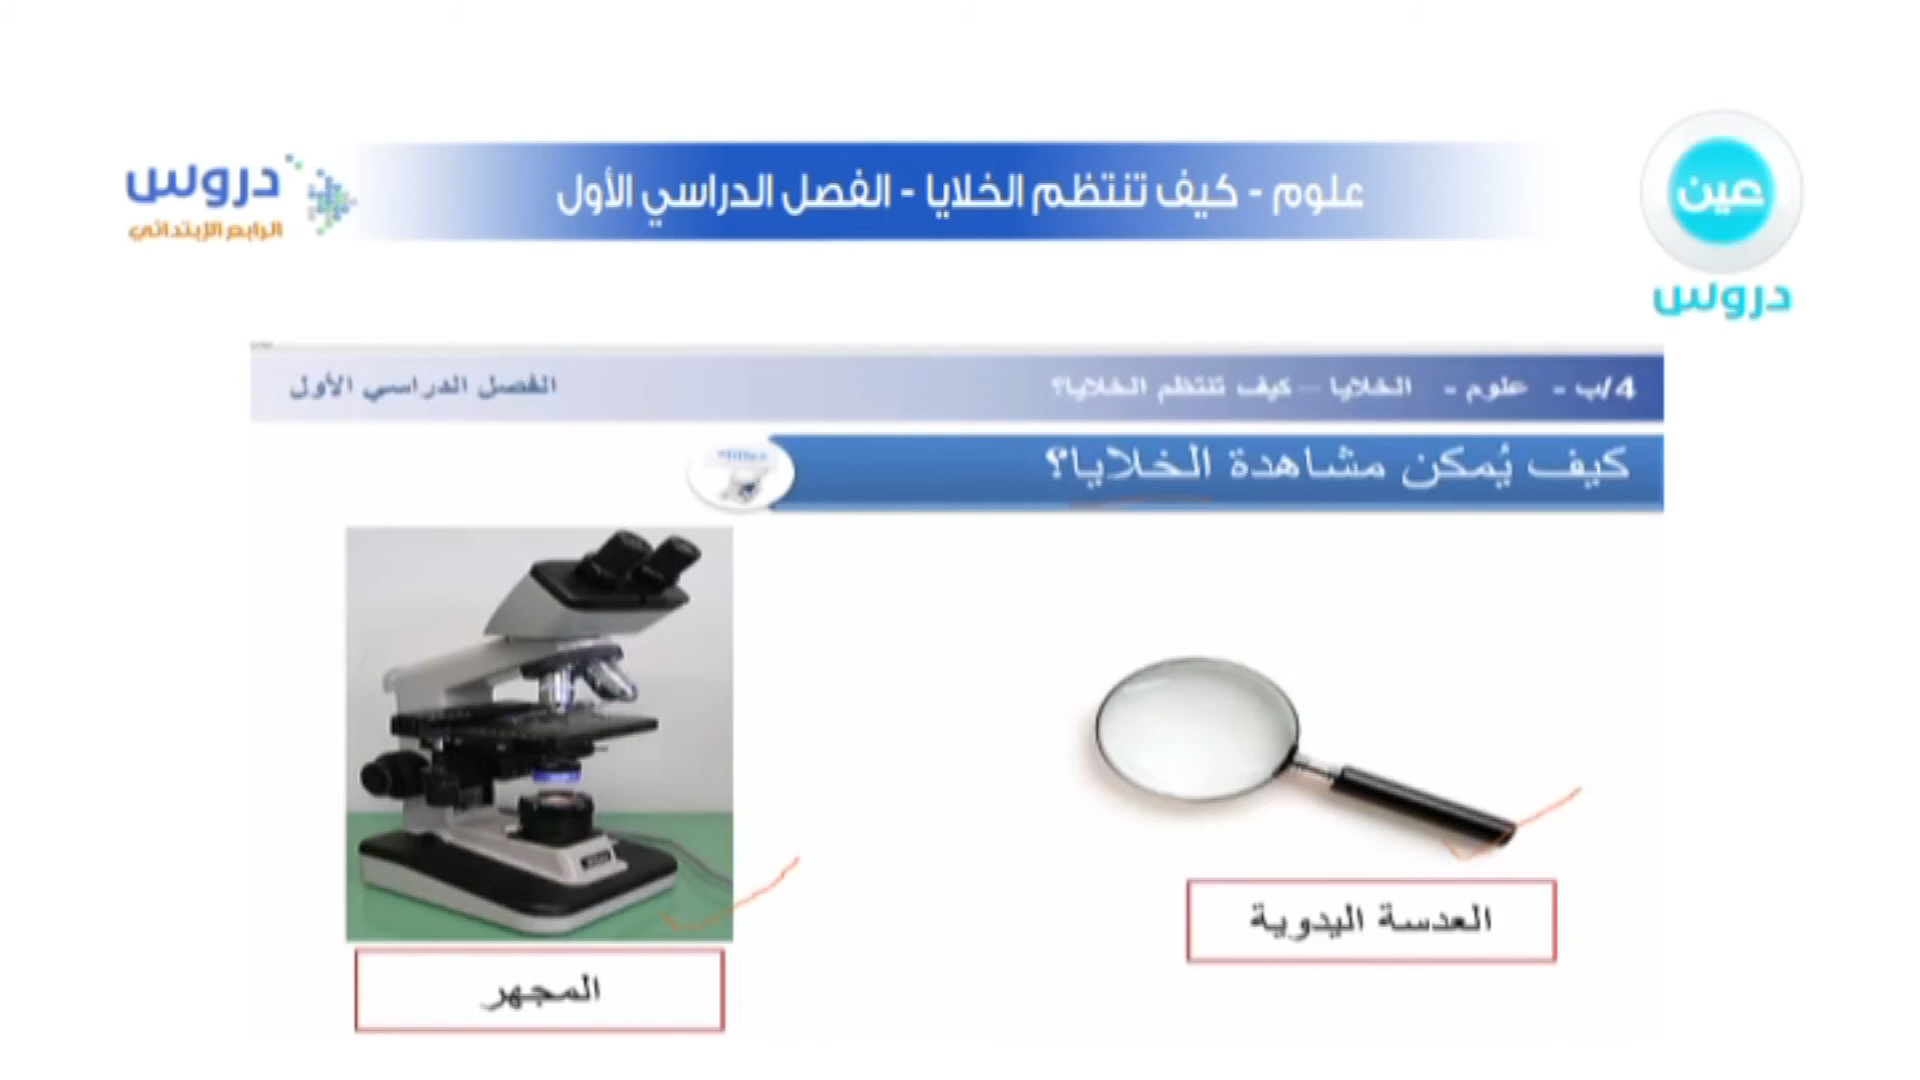 علوم - كيف تنتظم الخلايا - الفصل الدراسي الأول
عين
دروس
دروس
الرابع الإبتدائي
4/ب - علوم - الخلايا – كيف تنتظم الخلايا؟
الفصل الدراسي الأول
كيف يُمكن مشاهدة الخلايا؟
العدسة اليدوية
المجهر